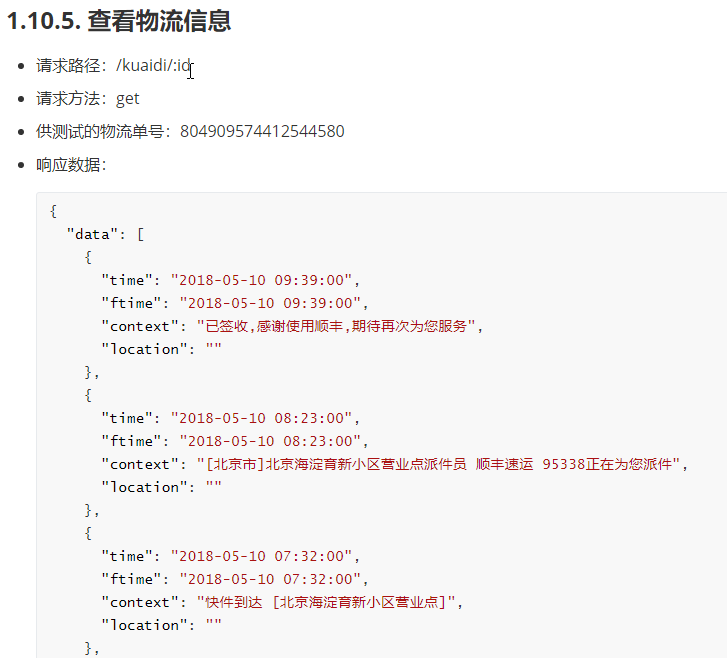 1.10.5. 查看物流信息
请求路径：/kuaidi/:id
请求方法：get
供测试的物流单号：804909574412544580
响应数据：
{
"data": [
{
"time": "2018-05-10 09:39:00",
"ftime": "2018-05-10 09:39:00",
"context": "已签收,感谢使用顺丰,期待再次为您服务",
"location": ""
},
{
"time": "2018-05-10 08:23:00",
"ftime": "2018-05-10 08:23:00",
"context": "[北京市]北京海淀育新小区营业点派件员 顺丰速运 95338正在为您派件",
"location": ""
},
{
"time": "2018-05-10 07:32:00",
"ftime": "2018-05-10 07:32:00",
"context": "快件到达 [北京海淀育新小区营业点]",
"location": ""
},